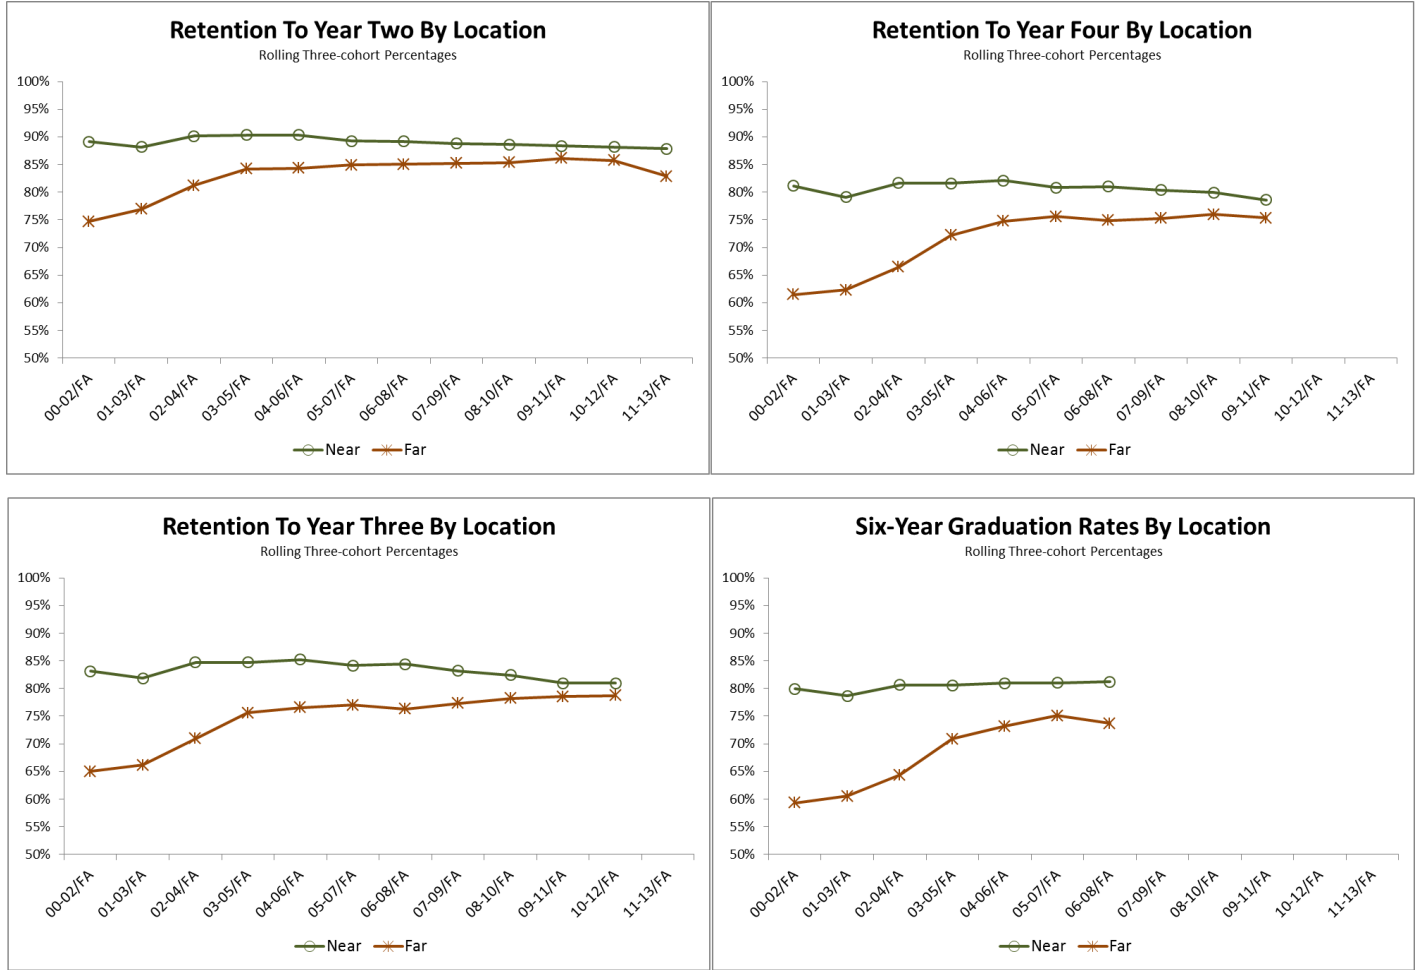 Retention To Year Two By Location
Rolling Three-cohort Percentages
100%
95%
90%
85%
80%
75%
70%
65%
60%
55%
50%
00-02/FA
01-03/FA
02-04/FA
03-05/FA
04-06/FA
05-07/FA
06-08/FA
07-09/FA
08-10/FA
09-11/FA
10-12/FA
11-13/FA
Near Far
Retention To Year Four By Location
Rolling Three-cohort Percentages
100%
95%
90%
85%
80%
75%
70%
65%
60%
55%
50%
00-02/FA
01-03/FA
02-04/FA
03-05/FA
04-06/FA
05-07/FA
06-08/FA
07-09/FA
08-10/FA
09-11/FA
10-12/FA
11-13/FA
Near Far
Retention To Year Three By Location
Rolling Three-cohort Percentages
100%
95%
90%
85%
80%
75%
70%
65%
60%
55%
50%
00-02/FA
01-03/FA
02-04/FA
03-05/FA
04-06/FA
05-07/FA
06-08/FA
07-09/FA
08-10/FA
09-11/FA
10-12/FA
11-13/FA
Near Far
Six-Year Graduation Rates By Location
Rolling Three-cohort Percentages
100%
95%
90%
85%
80%
75%
70%
65%
60%
55%
50%
00-02/FA
01-03/FA
02-04/FA
03-05/FA
04-06/FA
05-07/FA
06-08/FA
07-09/FA
08-10/FA
09-11/FA
10-12/FA
11-13/FA
Near Far